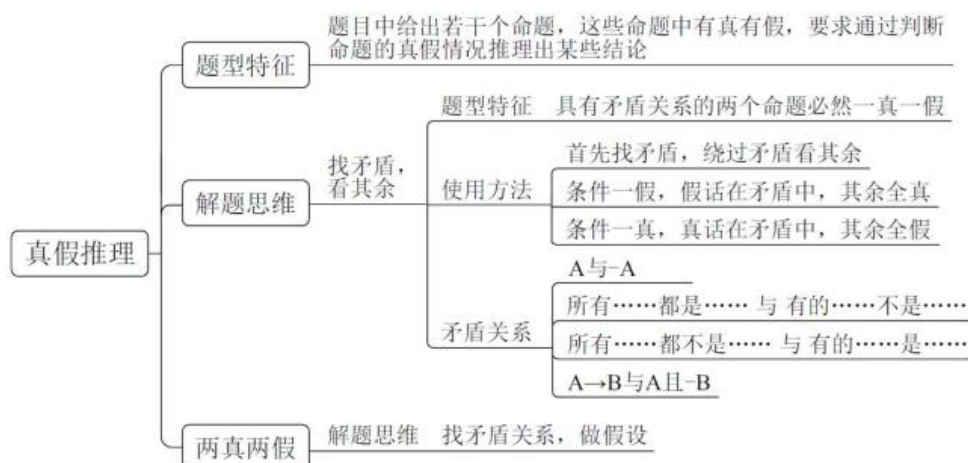 真假推理
题型特征
题目中给出若干个命题，这些命题中有真有假，要求通过判断
命题的真假情况推理出某些结论
解题思维
找矛盾，
看其余
题型特征 具有矛盾关系的两个命题必然一真一假
使用方法
首先找矛盾，绕过矛盾看其余
条件一假，假话在矛盾中，其余全真
条件一真，真话在矛盾中，其余全假
矛盾关系
A与-A
所有……都是…… 与 有的……不是……
所有……都不是…… 与 有的……是……
A→B与A且-B
两真两假
解题思维 找矛盾关系，做假设